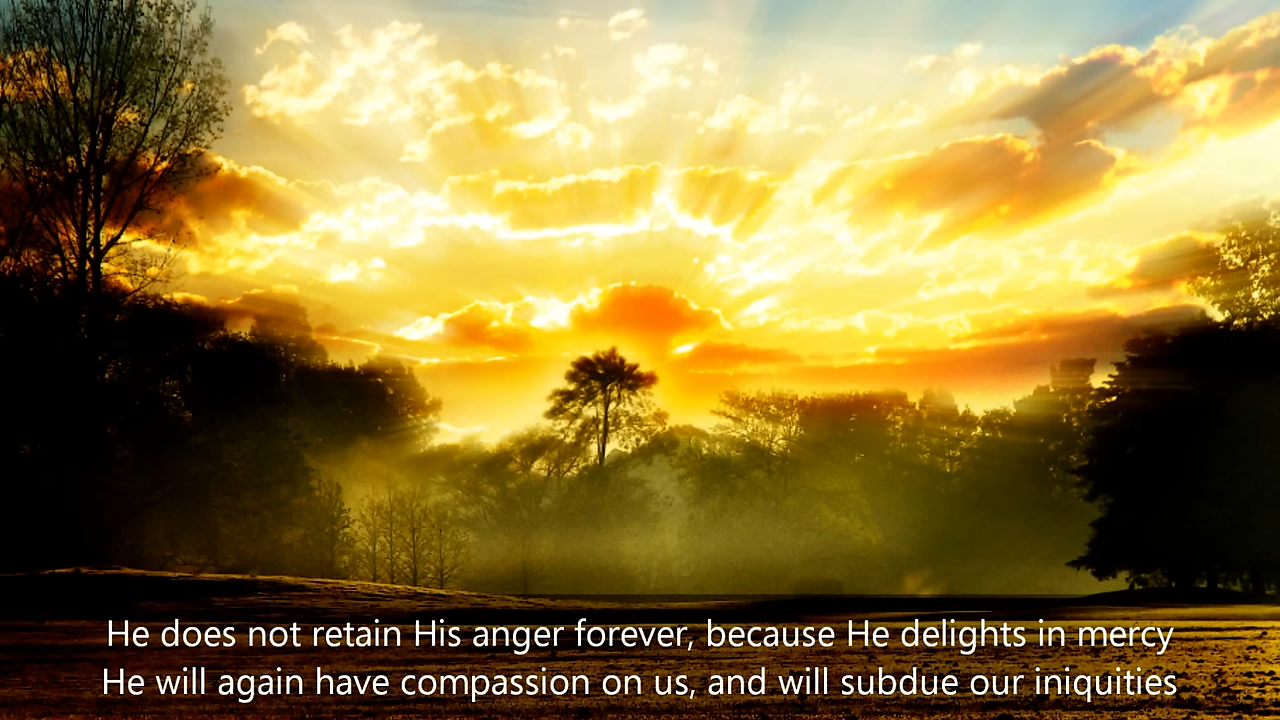 He does not retain His anger forever, because He delights in mercy
He will again have compassion on us, and will subdue our iniquities